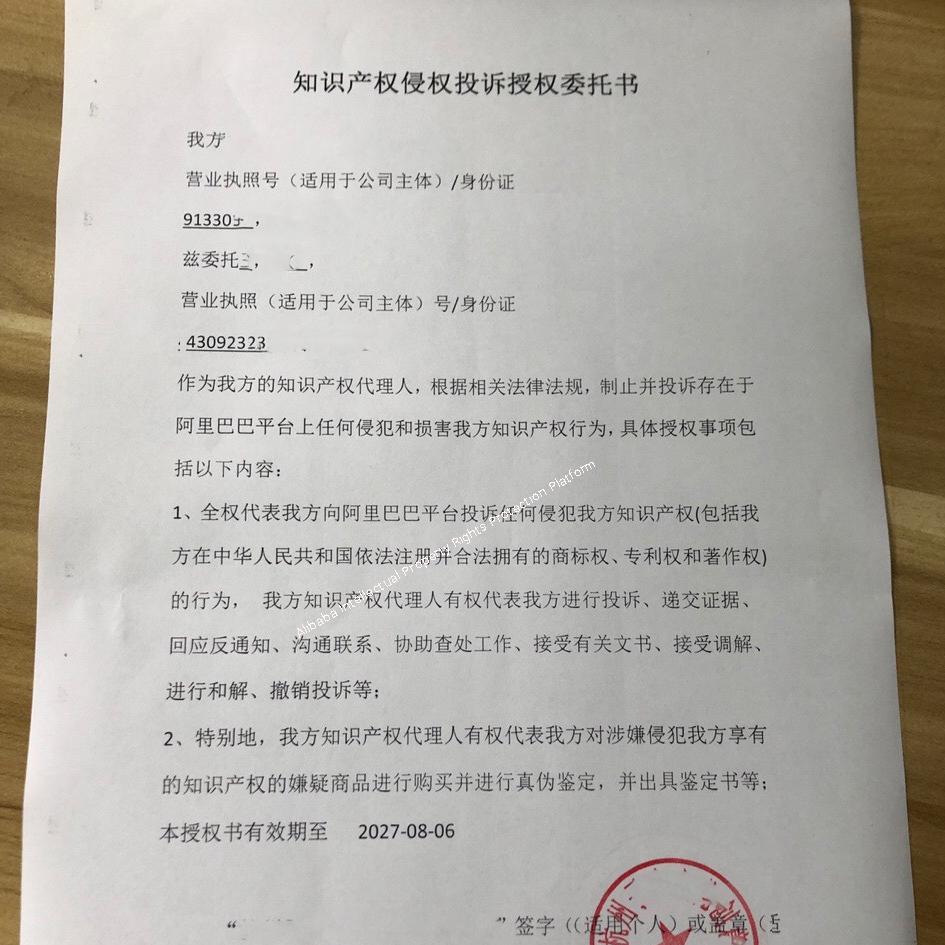 知识产权侵权投诉授权委托书
我方
营业执照号（适用于公司主体）/身份证
91330
，
兹委托
，
，
营业执照（适用于公司主体）号/身份证
：43092323
作为我方的知识产权代理人，根据相关法律法规，制止并投诉存在于
阿里巴巴平台上任何侵犯和损害我方知识产权行为，具体授权事项包
括以下内容：
1、全权代表我方向阿里巴巴平台投诉任何侵犯我方知识产权(包括我
方在中华人民共和国依法注册并合法拥有的商标权、专利权和著作权)
的行为， 我方知识产权代理人有权代表我方进行投诉、递交证据、
回应反通知、沟通联系、协助查处工作、接受有关文书、接受调解、
进行和解、撤销投诉等；
2、特别地，我方知识产权代理人有权代表我方对涉嫌侵犯我方享有
的知识产权的嫌疑商品进行购买并进行真伪鉴定，并出具鉴定书等；
本授权书有效期至 2027-08-06
“ ” 签字（（适用个人）或盖章（
杭州
Alibaba Intellectual Property Rights Protection Platform